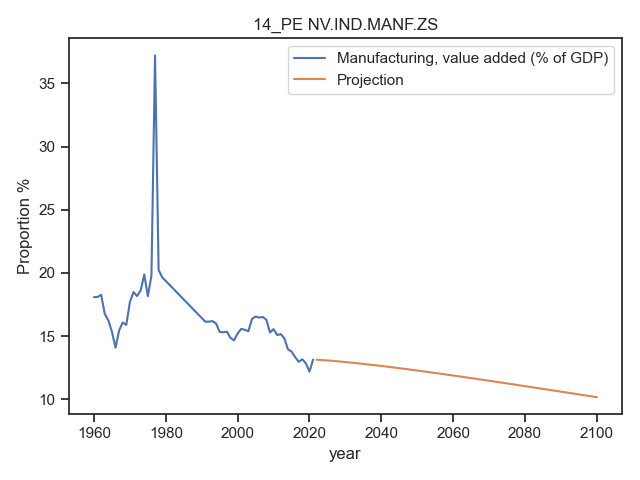 14_PE NV.IND.MANF.ZS
Manufacturing, value added (% of GDP)
Projection
Proportion %
35
30
25
20
15
10
1960 1980 2000 2020 2040 2060 2080 2100
year